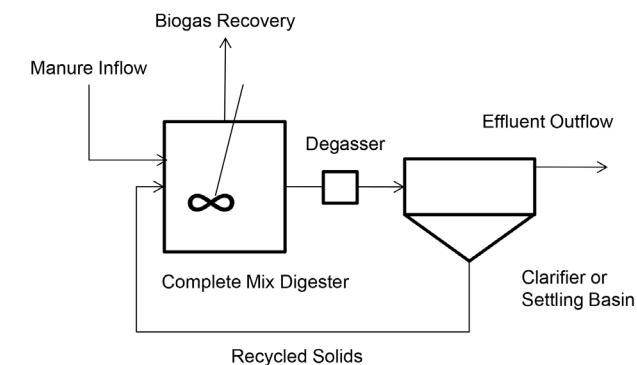 Biogas Recovery
Manure Inflow
Effluent Outflow
Degasser
Complete Mix Digester
Clarifier or
Settling Basin
Recycled Solids